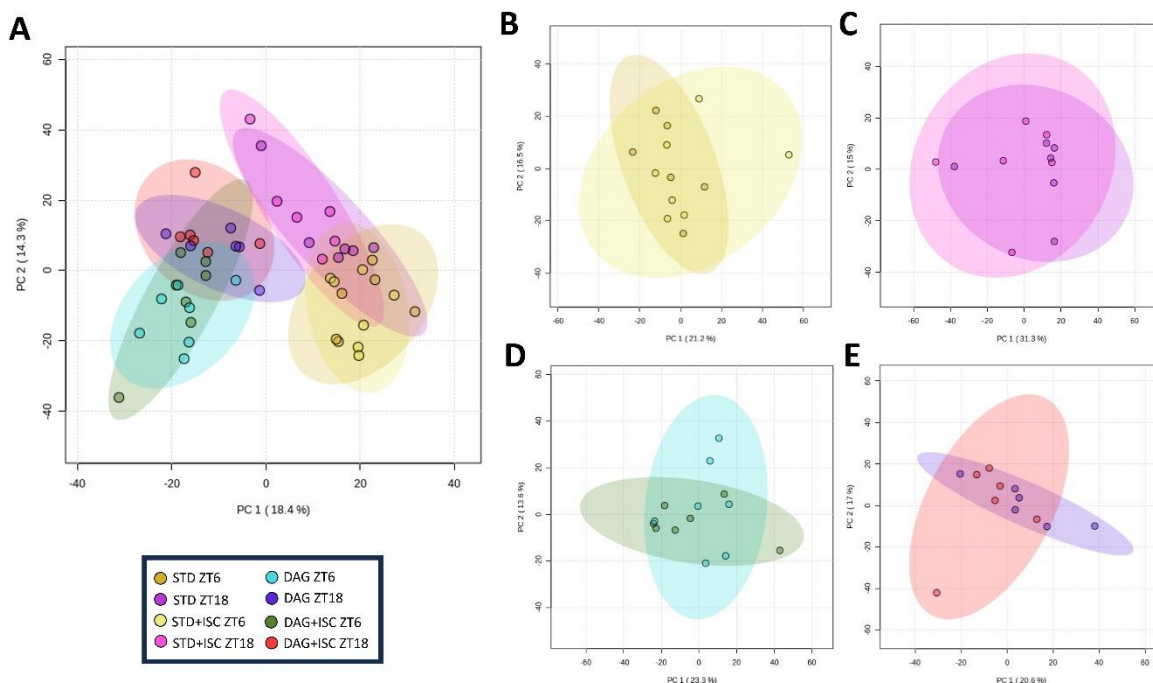 A
60
40
20
0
-20
-40
PC 2 ( 14.3 %)
-40
-20
0
20
40
PC 1 ( 18.4 %)
B
40
20
0
-20
-40
PC 2 ( 16.5 %)
-60
-40
-20
0
20
40
60
PC 1 ( 21.2 %)
C
40
20
0
-20
-40
PC 2 ( 15 %)
-60
-40
-20
0
20
40
60
PC 1 ( 31.3 %)
D
60
40
20
0
-20
-40
PC 2 ( 13.6 %)
-60
-40
-20
0
20
40
60
PC 1 ( 23.3 %)
E
60
40
20
0
-20
-40
-60
PC 2 ( 17 %)
-40
-20
0
20
40
60
PC 1 ( 20.6 %)
STD ZT6
STD ZT18
STD+ISC ZT6
STD+ISC ZT18
DAG ZT6
DAG ZT18
DAG+ISC ZT6
DAG+ISC ZT18